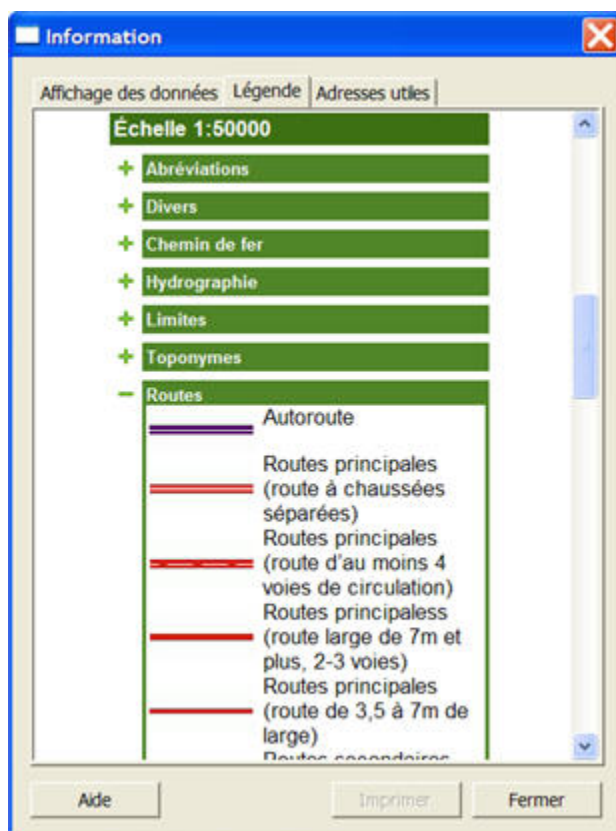 Information
Affichage des données Légende Adresses utiles
Échelle 1:50000
Abréviations
Divers
Chemin de fer
Hydrographie
Limites
Toponymes
Routes
Autoroute
Routes principales
(route à chaussées
séparées)
Routes principales
(route d'au moins 4
voies de circulation)
Routes principaless
(route large de 7m et
plus, 2-3 voies)
Routes principales
(route de 3,5 à 7m de
large)
Routes secondaires
Aide Imprimer Fermer